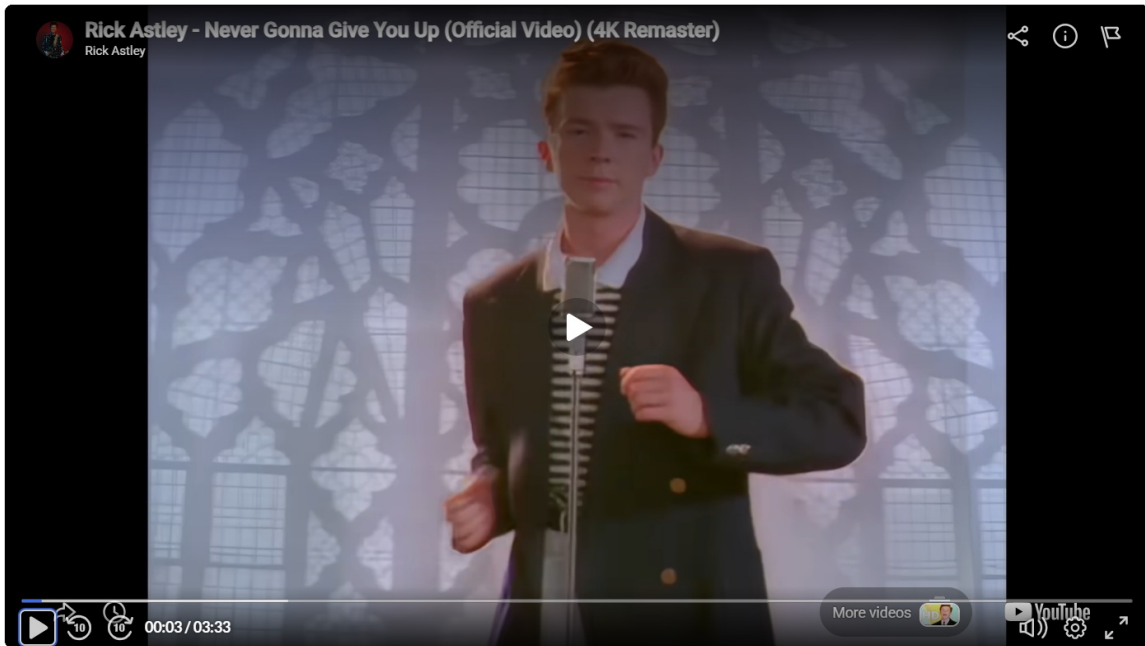 Rick Astley - Never Gonna Give You Up (Official Video) (4K Remaster)
Rick Astley
More videos
YouTube
10
10
00:03 / 03:33